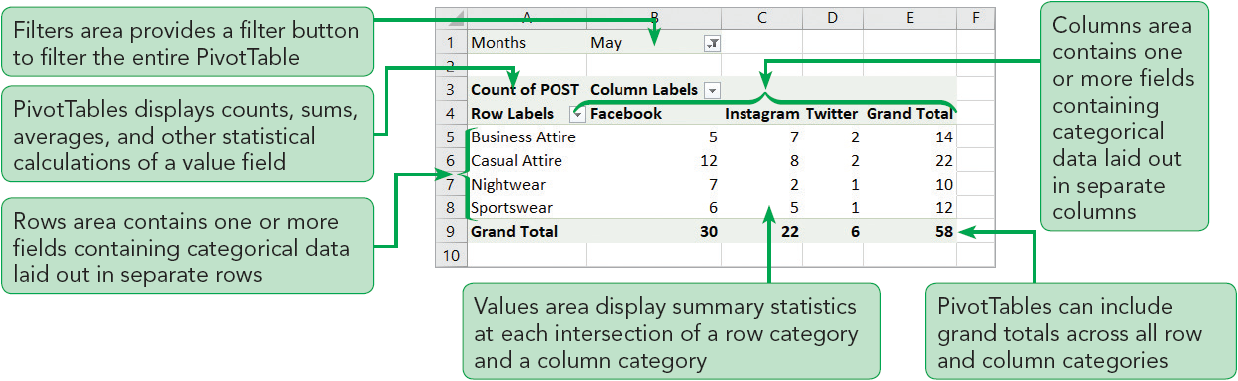 Filters area provides a filter button
to filter the entire PivotTable
PivotTables displays counts, sums,
averages, and other statistical
calculations of a value field
Rows area contains one or more
fields containing categorical data
laid out in separate rows
A B C D E F
1 Months May
2
3 Count of POST Column Labels
4 Row Labels Facebook Instagram Twitter Grand Total
5 Business Attire 5 7 2 14
6 Casual Attire 12 8 2 22
7 Nightwear 7 2 1 10
8 Sportswear 6 5 1 12
9 Grand Total 30 22 6 58
10
Columns area
contains one
or more fields
containing
categorical
data laid out
in separate
columns
Values area display summary statistics
at each intersection of a row category
and a column category
PivotTables can include
grand totals across all row
and column categories